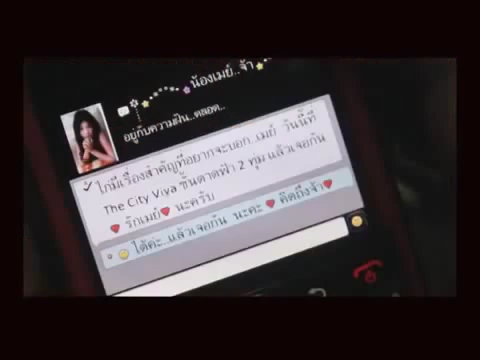 น้องเมย์..จ้า
อยู่กับความฝัน..ตลอด..
ไก่มีเรื่องสำคัญที่อยากจะบอก..เมย์ วันนี้ที่
The City Viva ชั้นดาดฟ้า 2 ทุ่ม แล้วเจอกัน
รักเมย์ นะครับ
ได้ค่ะ..แล้วเจอกัน นะคะ คิดถึงจ้า